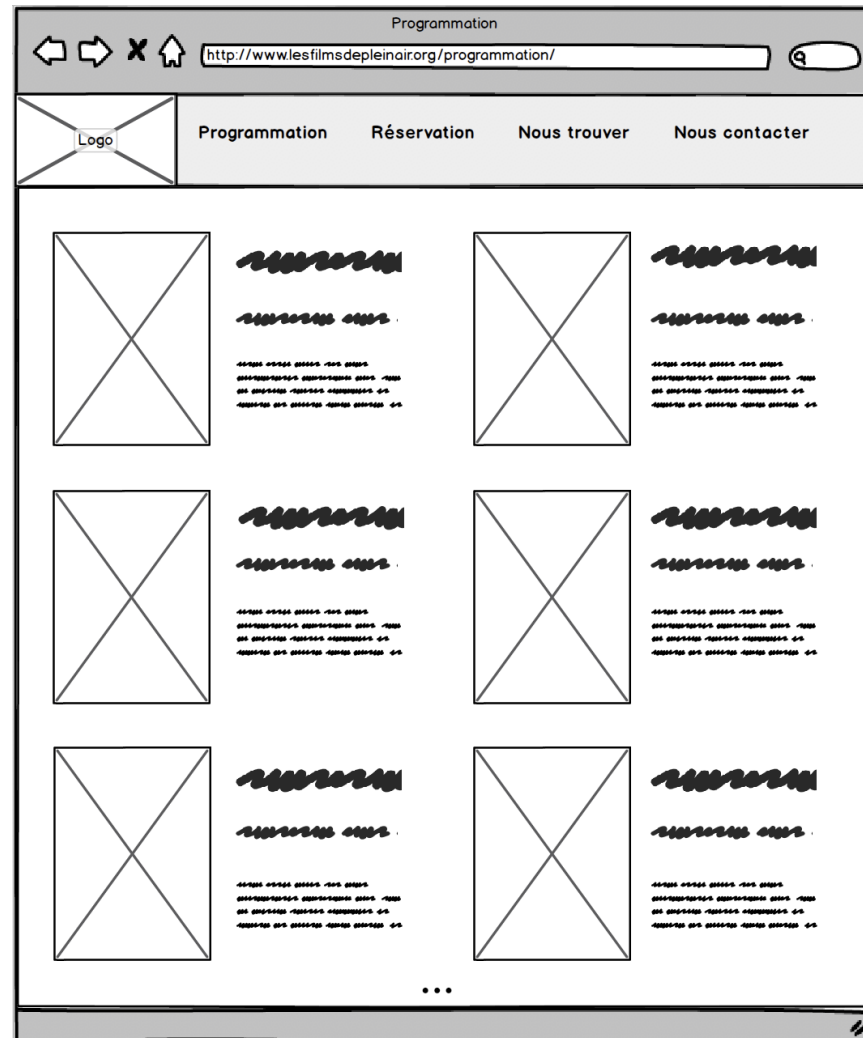 Programmation
http://www.lesfilmsdepleinair.org/programmation/
Logo
Programmation Réservation Nous trouver Nous contacter
...